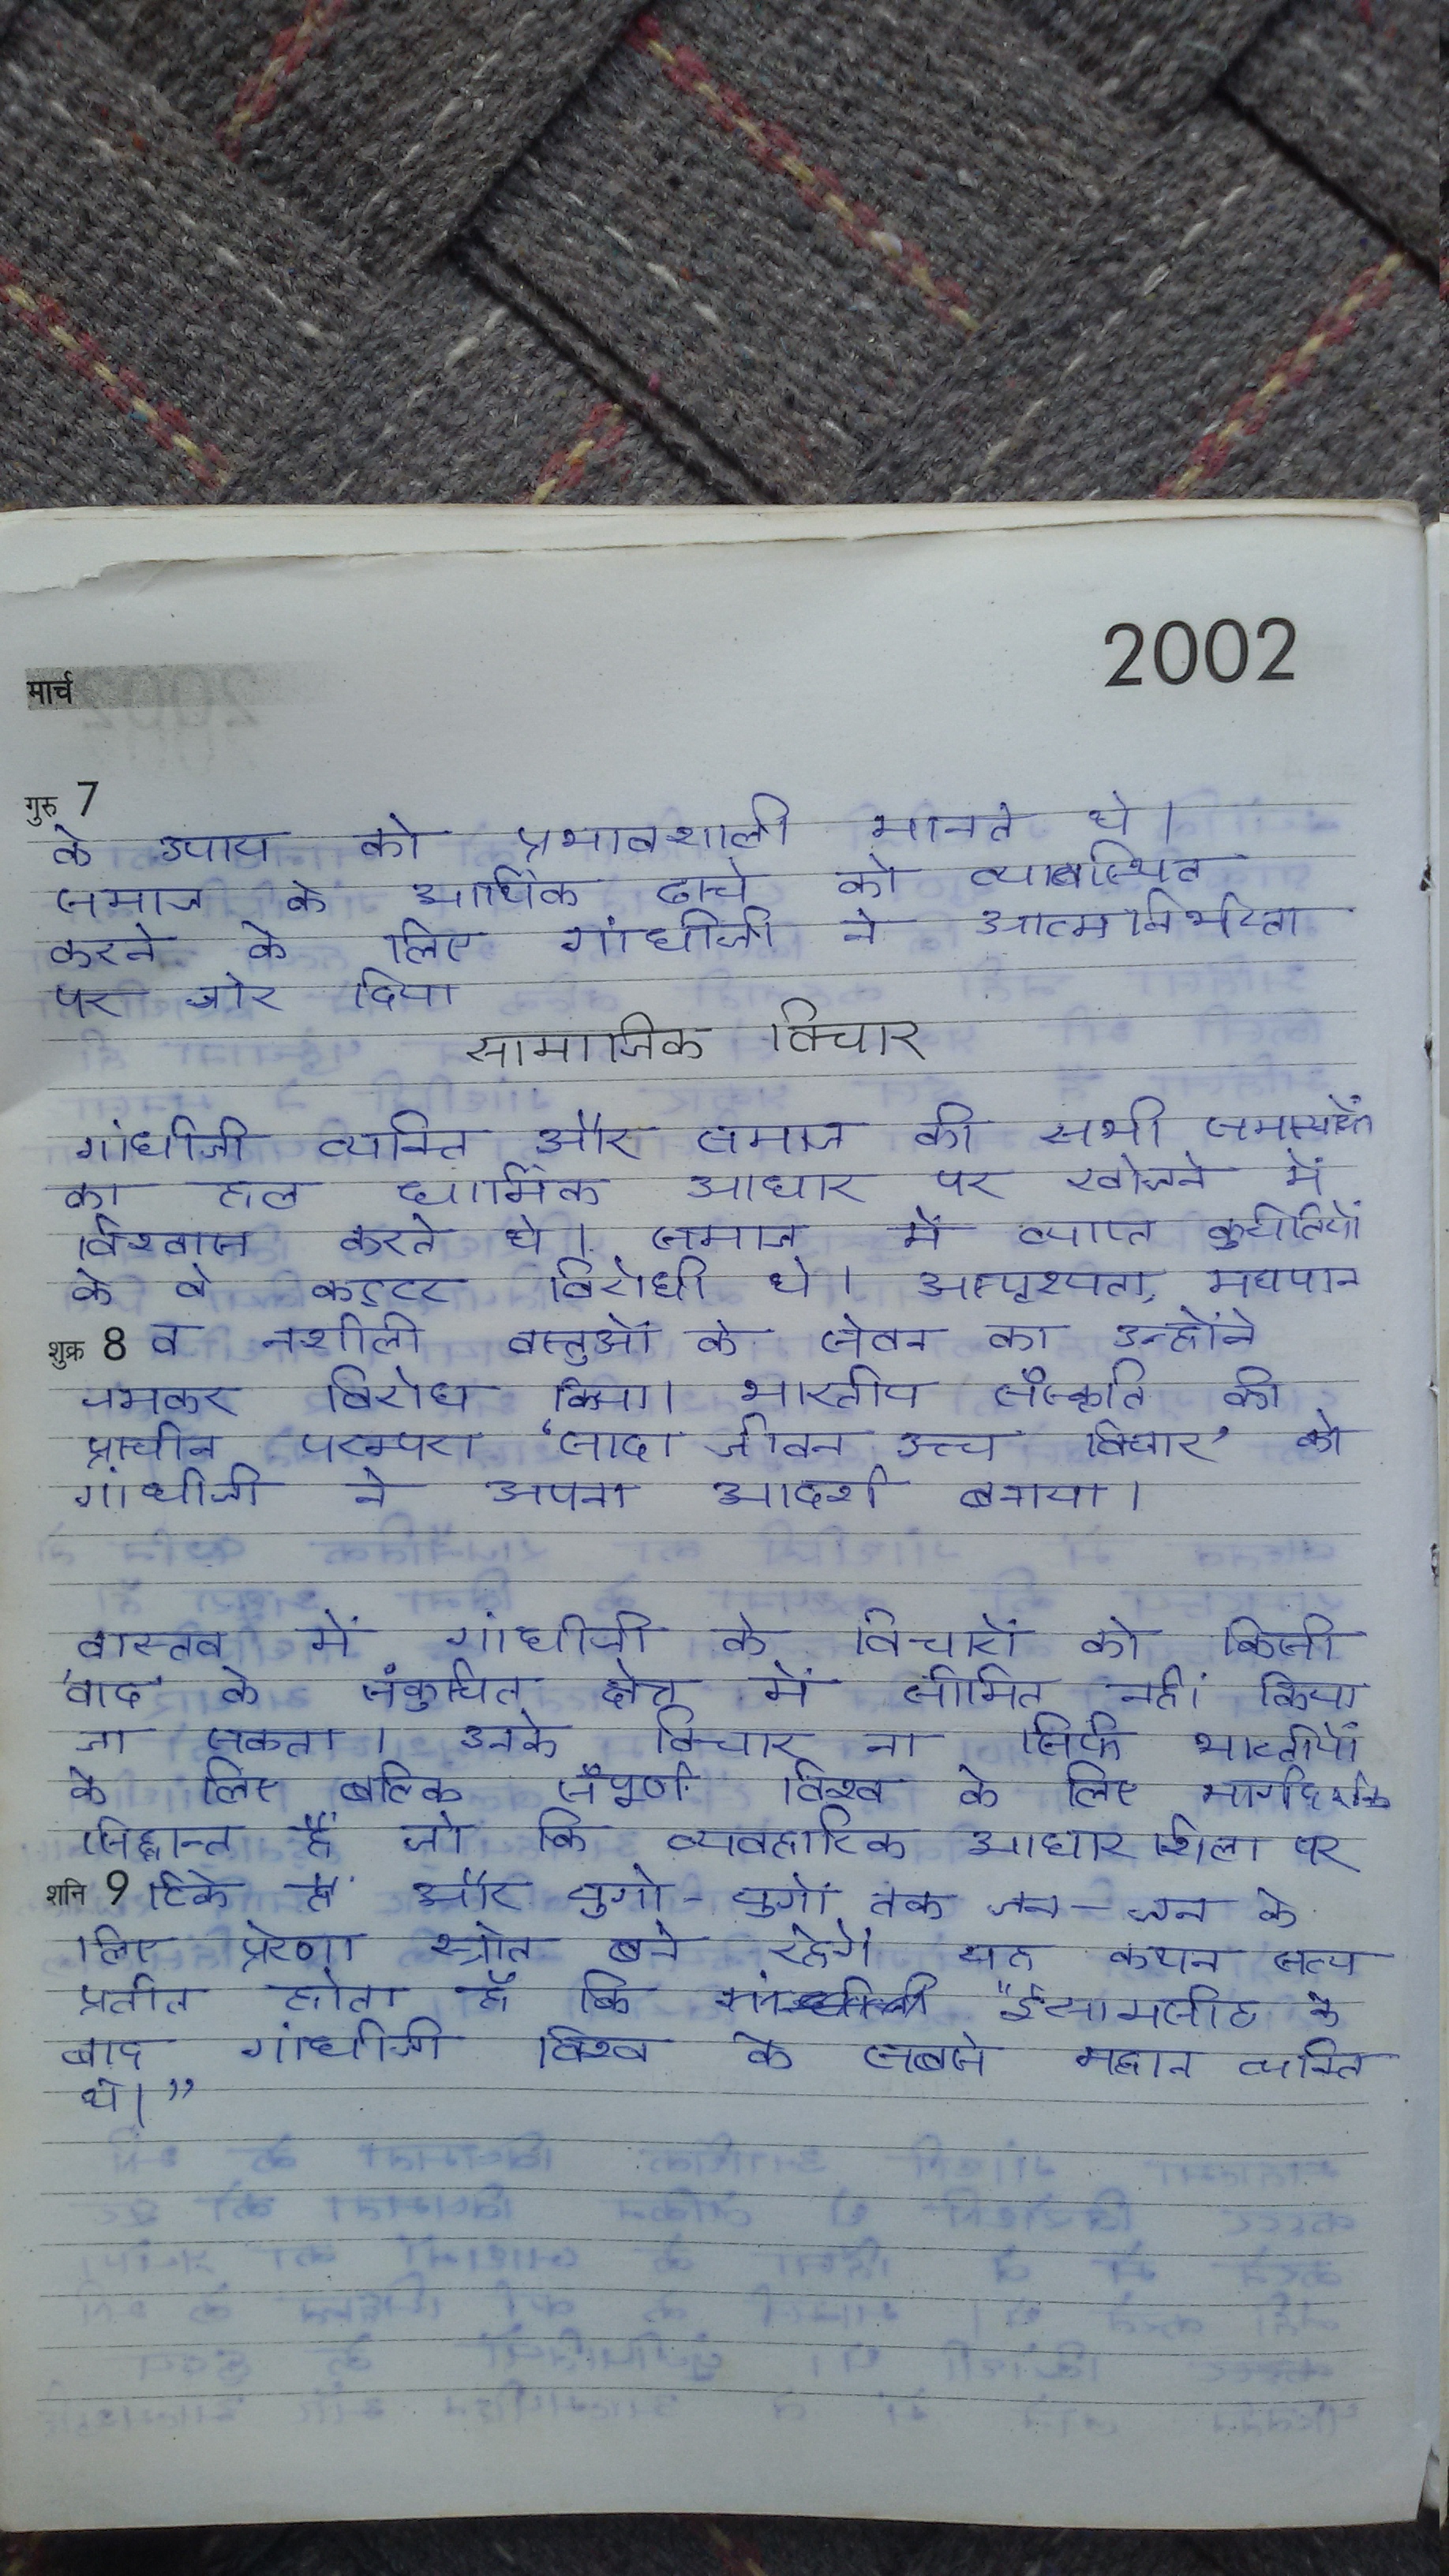 2002
मार्च
गुरु 7
के उपाय को प्रभावशाली मानते थे।
समाज के आर्थिक ढाचे को व्यावस्थित
करने के लिए गांधीजी ने आत्मनिर्भरता
पर जोर दिया
सामाजिक विचार
गांधीजी व्यक्ति और समाज की सभी समस्याओं
का हल धार्मिक आधार पर खोजने में
विश्वास करते थे। समाज में व्याप्त कुरीतियों
के वे कट्टर विरोधी थे। अस्पृश्यता, मद्यपान
शुक्र 8 व नशीली वस्तुओं के सेवन का उन्होंने
जमकर विरोध किया। भारतीय सँस्कृति की
प्राचीन परम्परा 'सादा जीवन उच्च विचार' को
गांधीजी ने अपना आदर्श बनाया।
वास्तव में गांधीजी के विचारों को किसी
'वाद' के संकुचित क्षेत्र में सीमित नहीं किया
जा सकता। उनके विचार ना सिर्फ भारतीयों
के लिए बल्कि सँपूर्ण विश्व के लिए मार्गदर्शक
सिद्धान्त हैं जो कि व्यवहारिक आधार शिला पर
शनि 9 टिके हैं और युगो-युगों तक जन-जन के
लिए प्रेरणा स्त्रोत बने रहेगें। यह कथन सत्य
प्रतीत होता है कि "ईसामसीह के
बाद गांधीजी विश्व के सबसे महान व्यक्ति
थे।"